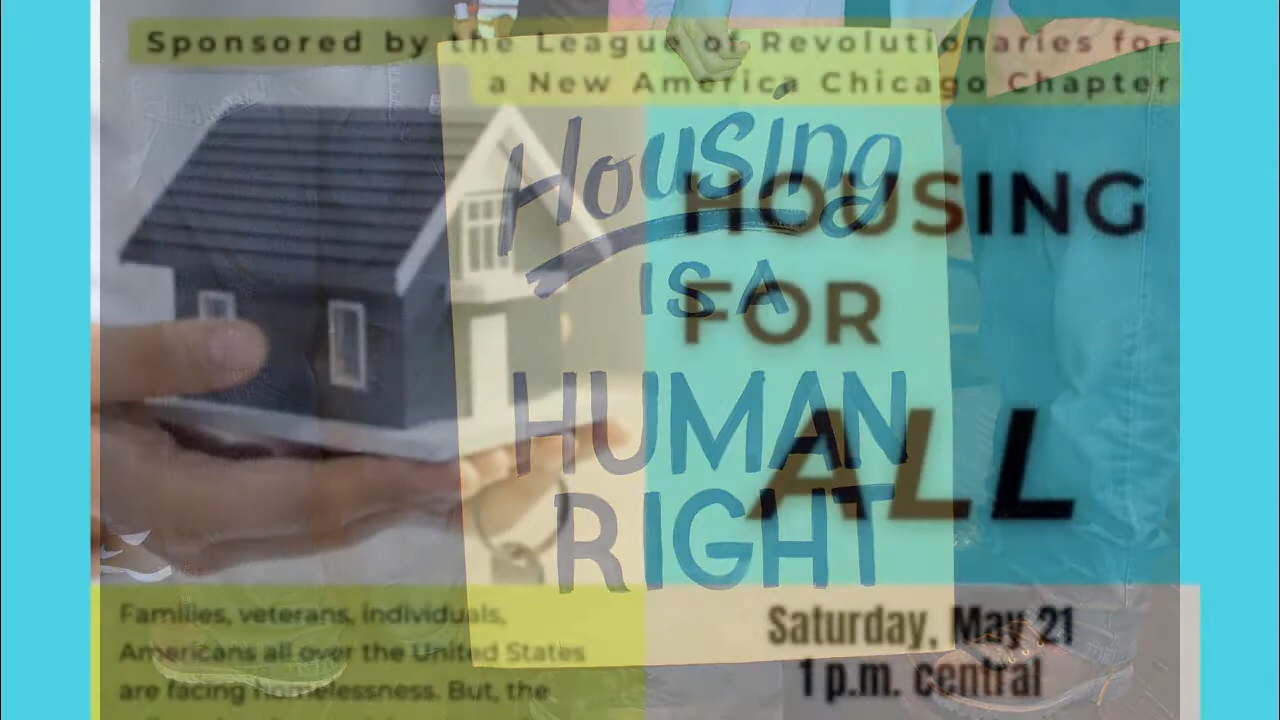 Sponsored by the League of Revolutionaries for
a New America Chicago Chapter
Housing
IS A
HUMAN
RIGHT
HOUSING
FOR
ALL
Families, veterans, individuals,
Americans all over the United States
are facing homelessness. But, the
Saturday, May 21
1 p.m. central